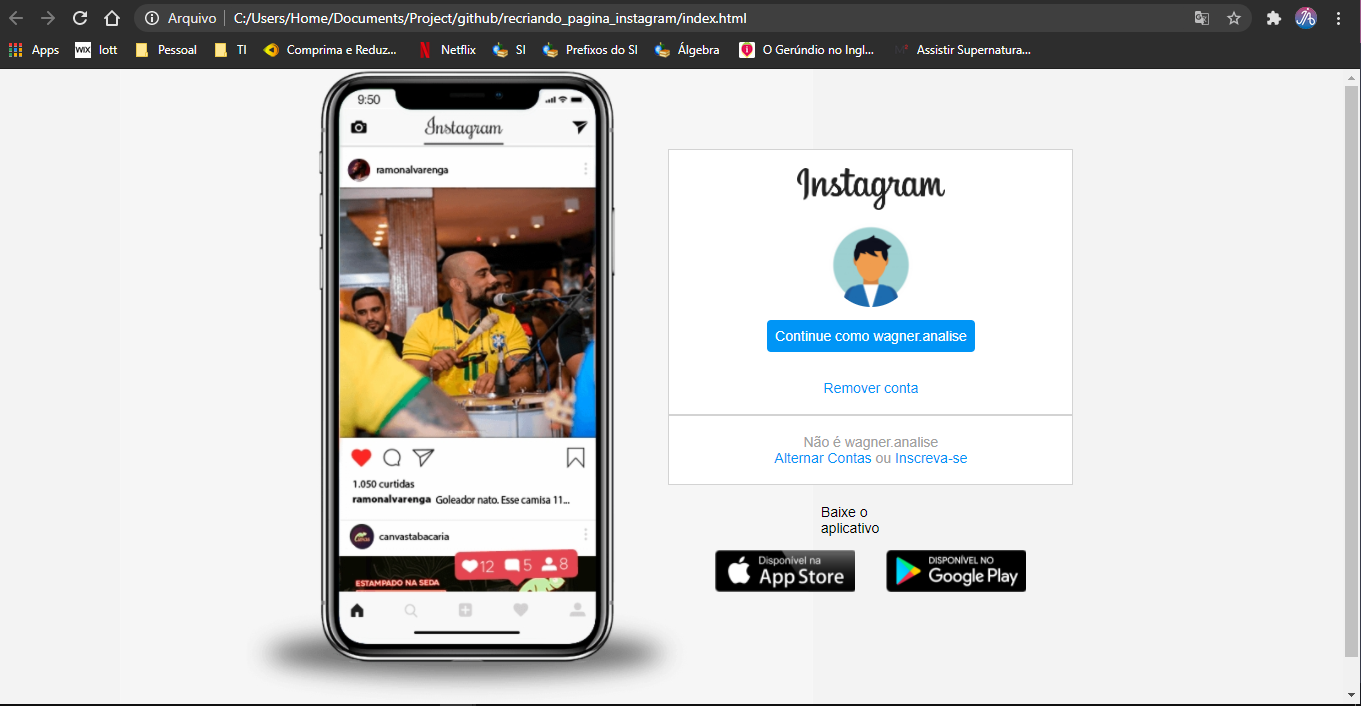 Arquivo | C:/Users/Home/Documents/Project/github/recriando_pagina_instagram/index.html
Apps WIX lott Pessoal TI Comprima e Reduz... Netflix SI Prefixos do SI Álgebra O Gerúndio no Ingl... Assistir Supernatura...
9:50
Instagram
ramonalvarenga
1.050 curtidas
ramonalvarenga Goleador nato. Esse camisa 11...
canvastabacaria
12 5 8
ESTAMPADO NA SEDA
Instagram
Continue como wagner.analise
Remover conta
Não é wagner.analise
Alternar Contas ou Inscreva-se
Baixe o
aplicativo
Disponível na
App Store
DISPONÍVEL NO
Google Play